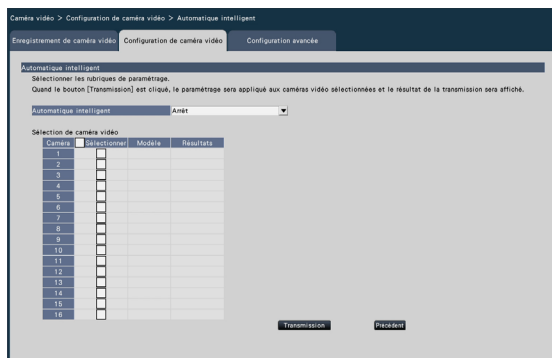 Caméra vidéo > Configuration de caméra vidéo > Automatique intelligent
Enregistrement de caméra vidéo Configuration de caméra vidéo Configuration avancée
Automatique intelligent
Sélectionner les rubriques de paramétrage.
Quand le bouton [Transmission] est cliqué, le paramétrage sera appliqué aux caméras vidéo sélectionnées et le résultat de la transmission sera affiché.
Automatique intelligent Arrêt
Sélection de caméra vidéo
Caméra Sélectionner Modèle Résultats
1
2
3
4
5
6
7
8
9
10
11
12
13
14
15
16
Transmission Précédent